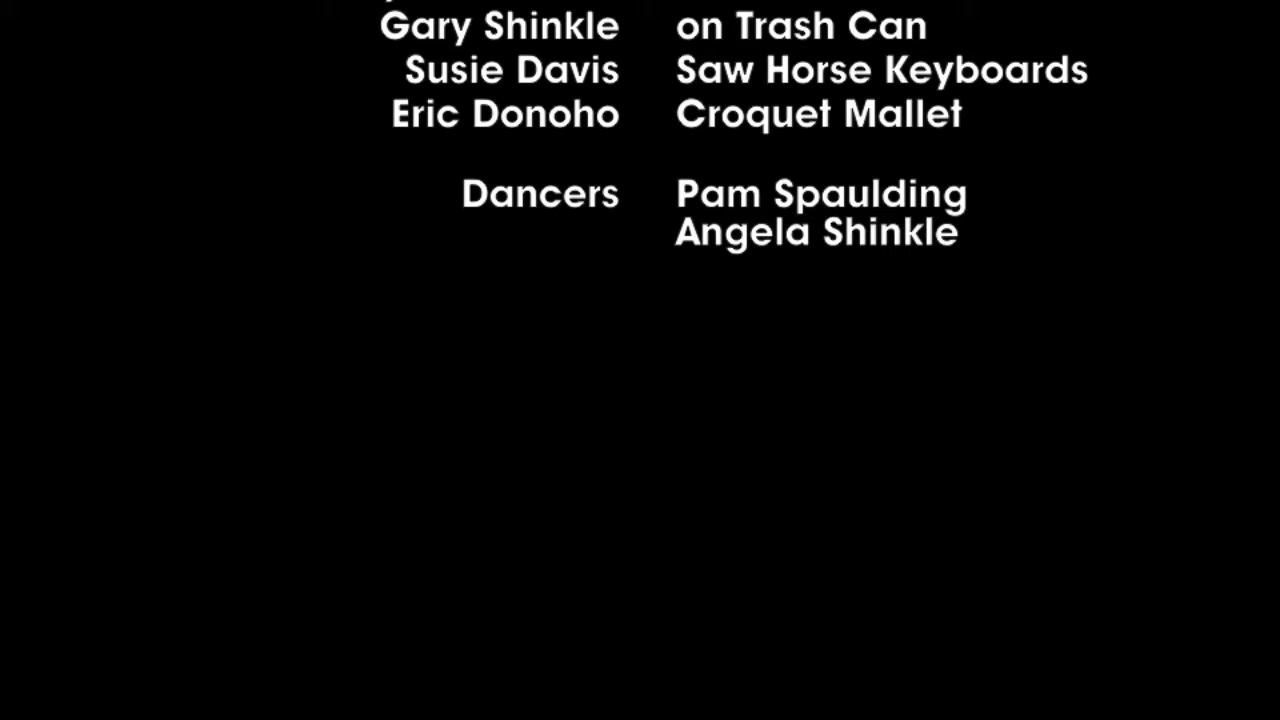 Gary Shinkle on Trash Can
Susie Davis Saw Horse Keyboards
Eric Donoho Croquet Mallet
Dancers Pam Spaulding
Angela Shinkle